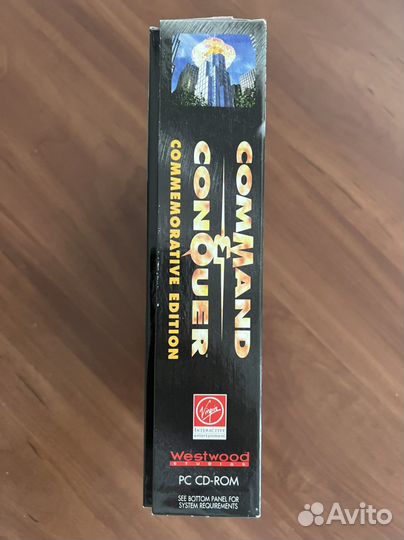 COMMAND
&
CONQUER
COMMEMORATIVE EDITION
Virgin
INTERACTIVE
entertainment
Westwood
STUDIOS
PC CD-ROM
SEE BOTTOM PANEL FOR
SYSTEM REQUIREMENTS
Avito